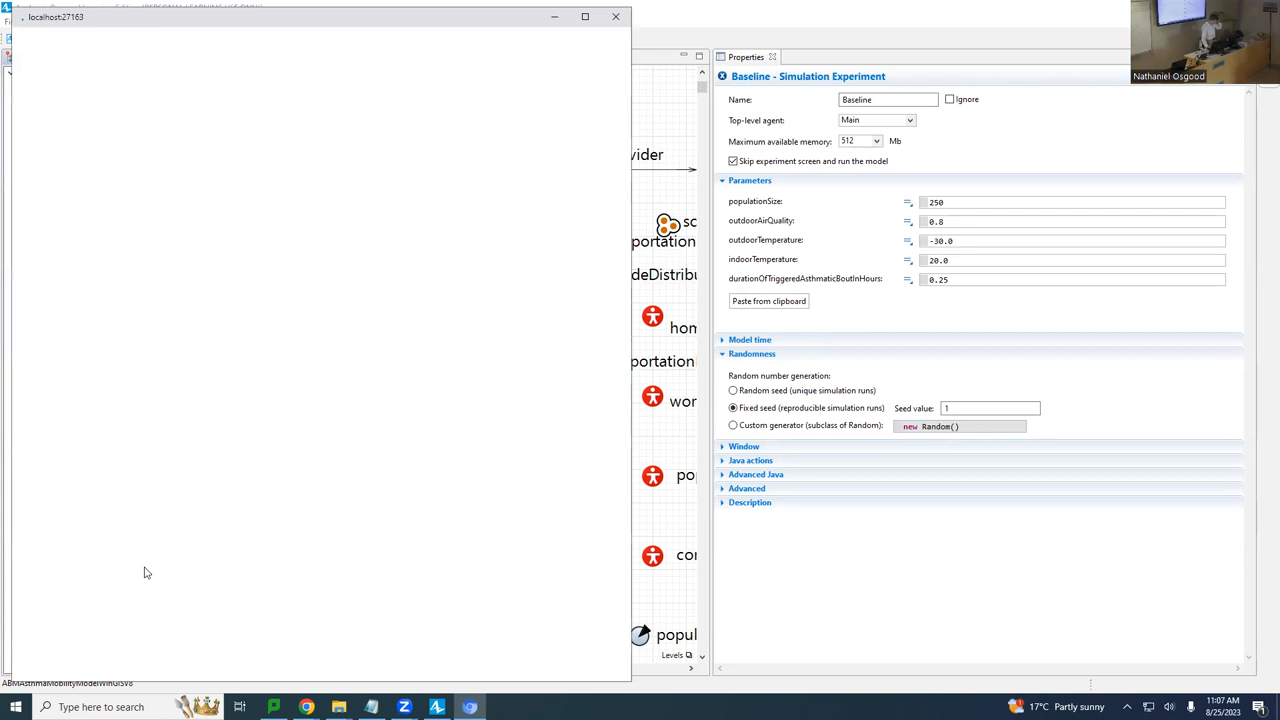 localhost:27163
Properties
Nathaniel Osgood
Baseline - Simulation Experiment
Name:
Baseline
Ignore
Top-level agent:
Main
Maximum available memory:
512
Mb
Skip experiment screen and run the model
Parameters
populationSize:
250
outdoorAirQuality:
0.8
outdoorTemperature:
-30.0
indoorTemperature:
20.0
durationOfTriggeredAsthmaticBoutInHours:
0.25
Paste from clipboard
Model time
Randomness
Random number generation:
Random seed (unique simulation runs)
Fixed seed (reproducible simulation runs)
Seed value:
1
Custom generator (subclass of Random):
new Random()
Window
Java actions
Advanced Java
Advanced
Description
vider
sc
portation
deDistribu
hom
portation
wor
po
cor
popul
Levels
Type here to search
17°C Partly sunny
11:07 AM
8/25/2023